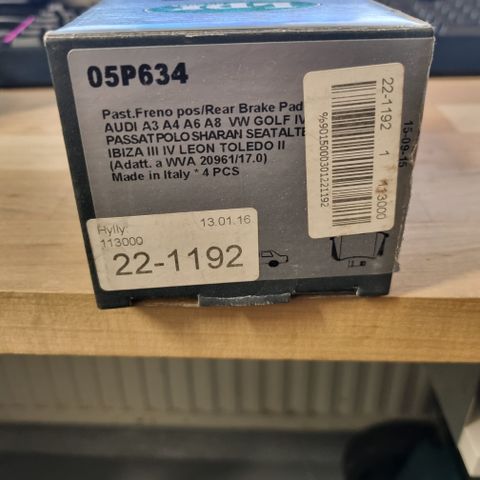 05P634
Past.Freno pos/Rear Brake Pad
AUDI A3 A4 A6 A8 VW GOLF IV
PASSAT POLO SHARAN SEAT ALTE
IBIZA III IV LEON TOLEDO II
(Adatt. a WVA 20961/17.0)
Made in Italy * 4 PCS
Hylly 13.01.16
113000
22-1192
22-1192 1 113000
%69015000301221192
15-09-15